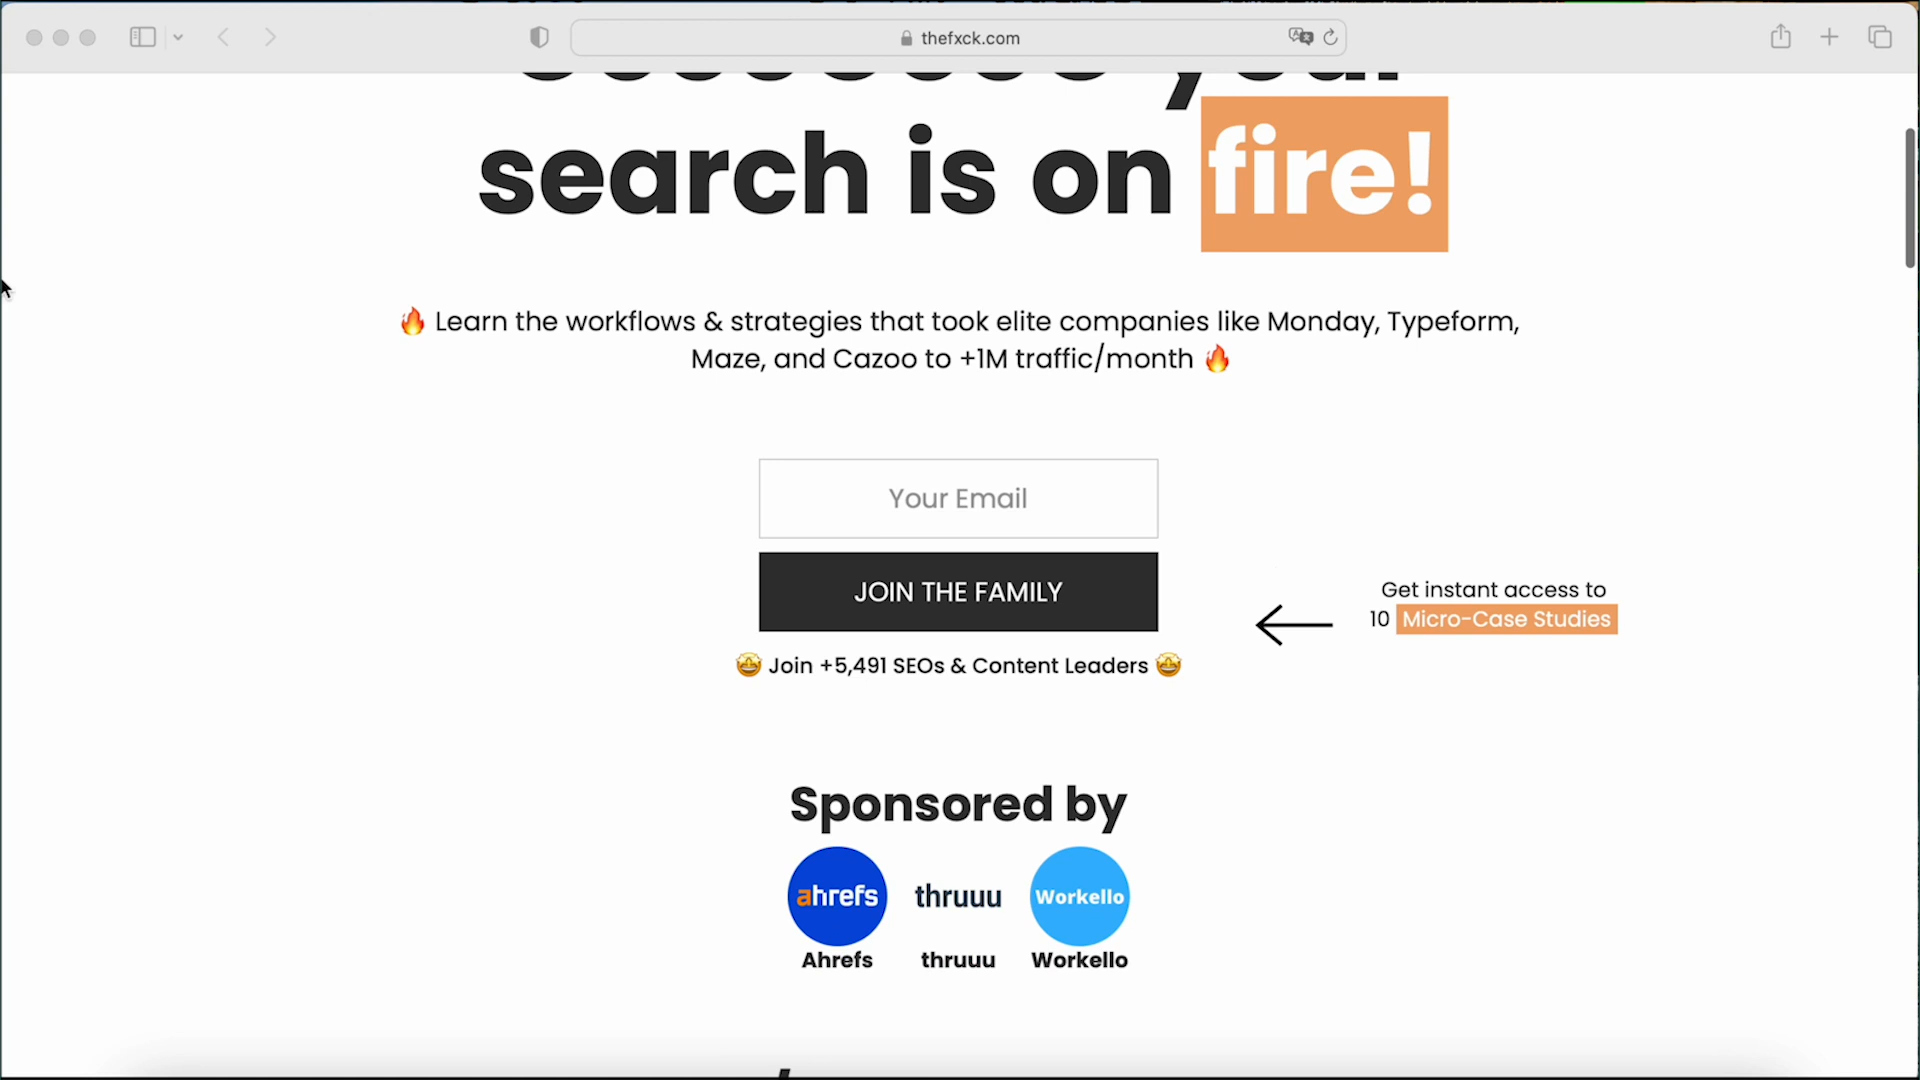 thefxck.com
your
search is on fire!
🔥 Learn the workflows & strategies that took elite companies like Monday, Typeform,
Maze, and Cazoo to +1M traffic/month 🔥
Your Email
JOIN THE FAMILY
Get instant access to
10 Micro-Case Studies
🤩 Join +5,491 SEOs & Content Leaders 🤩
Sponsored by
ahrefs thruuu Workello
Ahrefs thruuu Workello